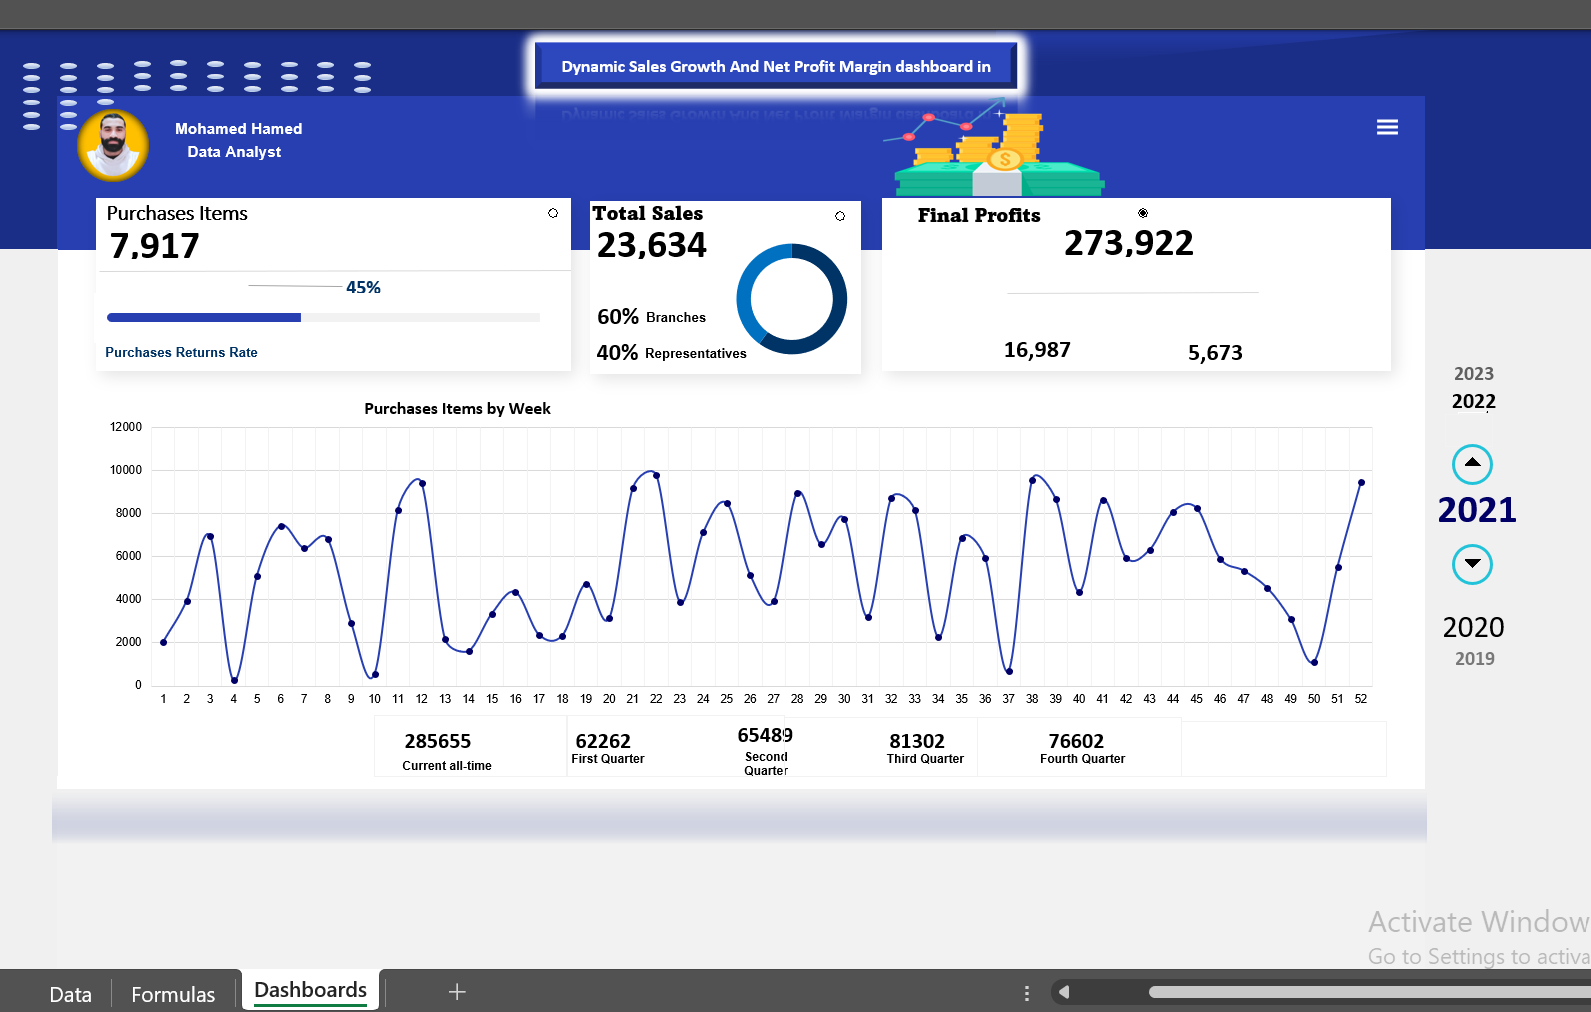 Dynamic Sales Growth And Net Profit Margin dashboard in
Mohamed Hamed
Data Analyst
Purchases Items
7,917
45%
Purchases Returns Rate
Total Sales
23,634
60% Branches
40% Representatives
Final Profits
273,922
16,987
5,673
2023
2022
2021
2020
2019
Purchases Items by Week
12000
10000
8000
6000
4000
2000
0
1 2 3 4 5 6 7 8 9 10 11 12 13 14 15 16 17 18 19 20 21 22 23 24 25 26 27 28 29 30 31 32 33 34 35 36 37 38 39 40 41 42 43 44 45 46 47 48 49 50 51 52
285655
Current all-time
62262
First Quarter
65489
Second
Quarter
81302
Third Quarter
76602
Fourth Quarter
Activate Window
Go to Settings to activa
Data
Formulas
Dashboards